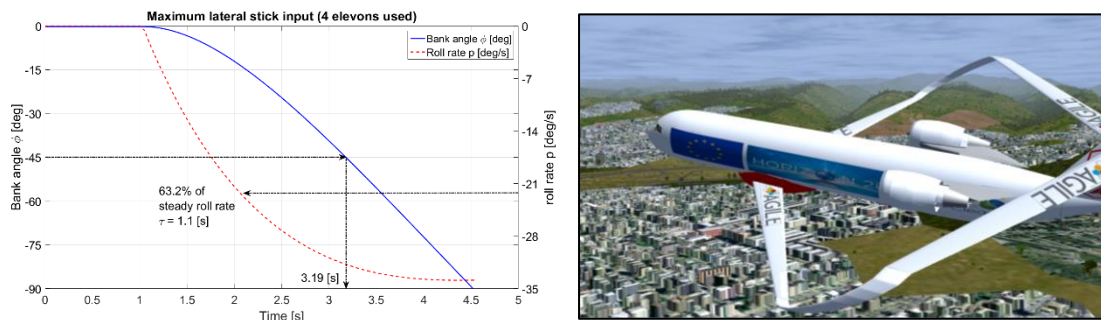 Maximum lateral stick input (4 elevons used)
Bank angle ϕ [deg]
Roll rate p [deg/s]
0
-15
-30
-45
-60
-75
-90
Bank angle ϕ [deg]
0
-7
-14
-21
-28
-35
roll rate p [deg/s]
63.2% of
steady roll rate
τ = 1.1 [s]
3.19 [s]
0 0.5 1 1.5 2 2.5 3 3.5 4 4.5 5
Time [s]
AGILE
AGILE
HORIZ
AGILE
AGILE